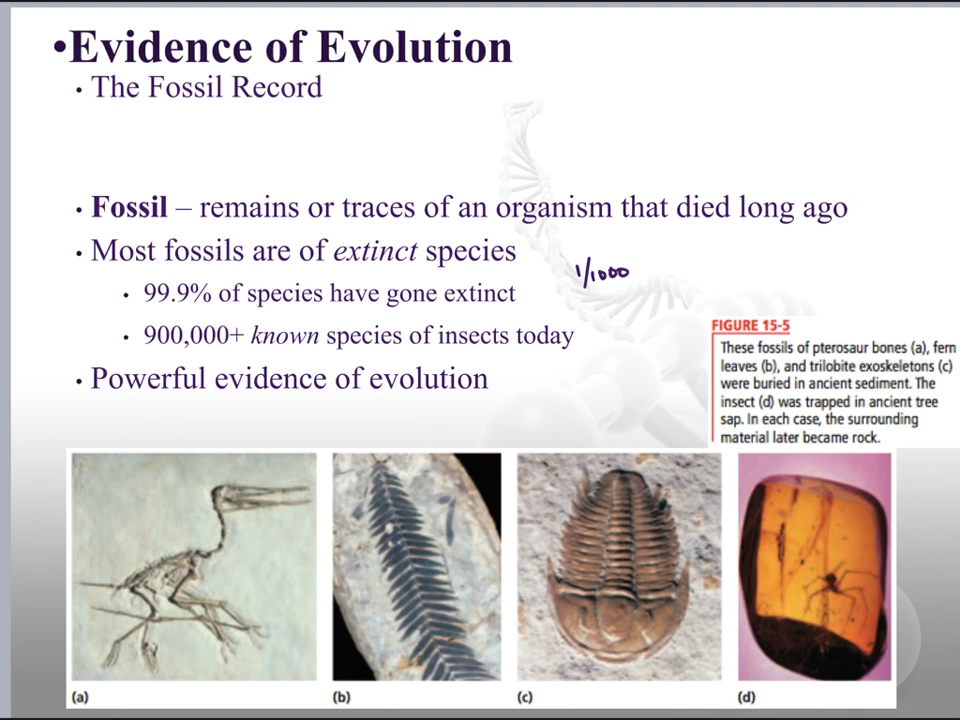 •Evidence of Evolution
• The Fossil Record
• Fossil – remains or traces of an organism that died long ago
• Most fossils are of extinct species
1/1000
• 99.9% of species have gone extinct
• 900,000+ known species of insects today
• Powerful evidence of evolution
FIGURE 15-5
These fossils of pterosaur bones (a), fern
leaves (b), and trilobite exoskeletons (c)
were buried in ancient sediment. The
insect (d) was trapped in ancient tree
sap. In each case, the surrounding
material later became rock.
(a)
(b)
(c)
(d)